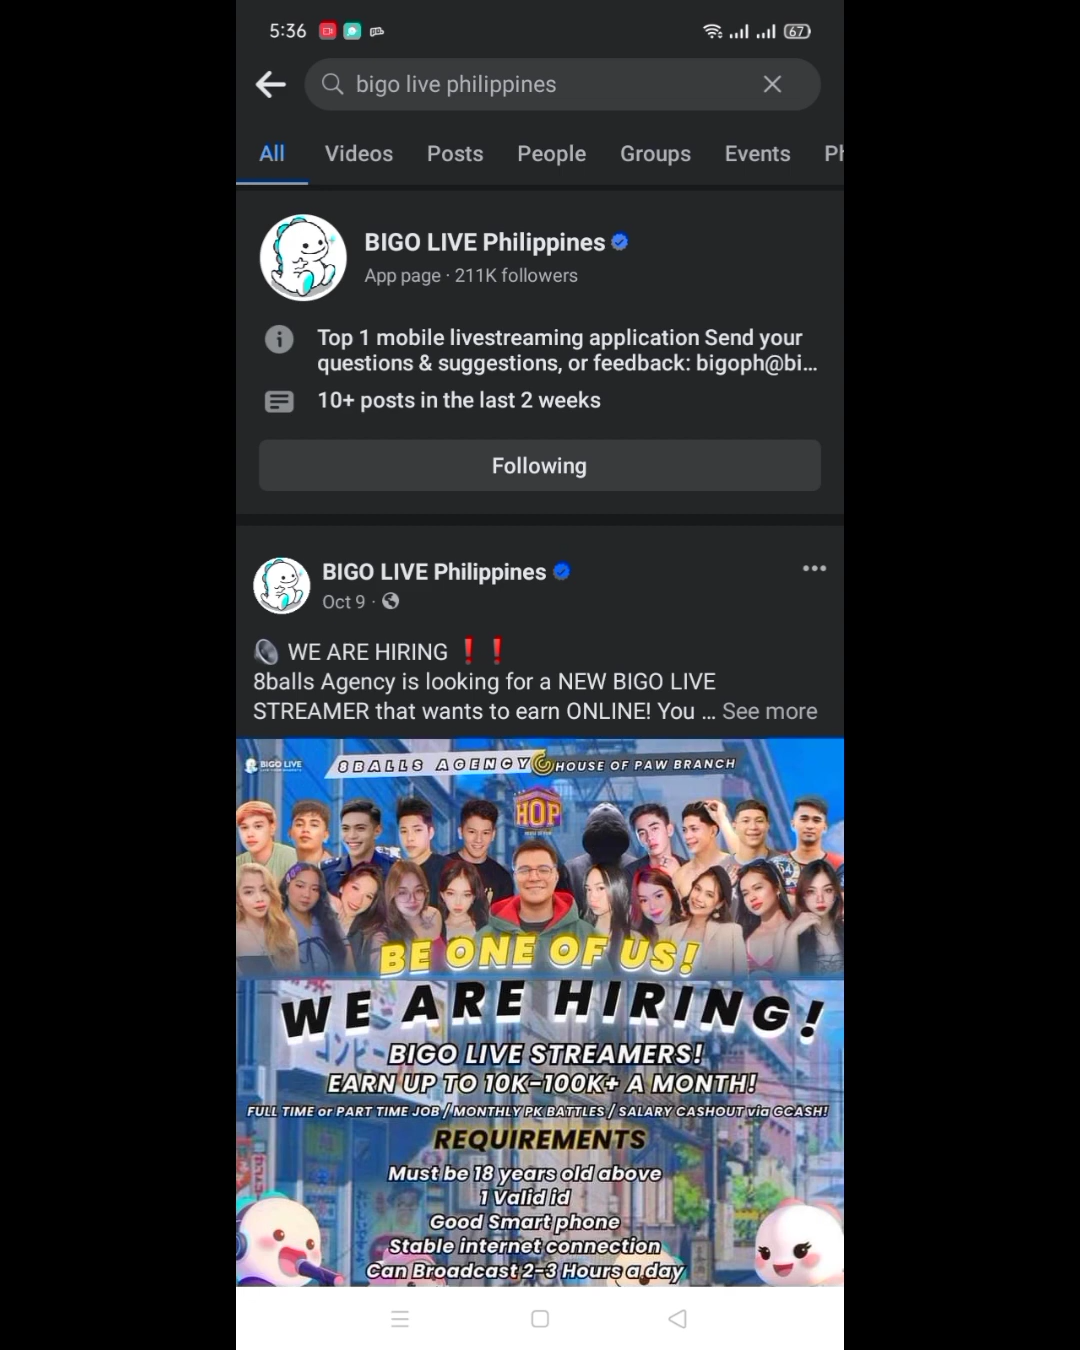 5:36
67
bigo live philippines
All Videos Posts People Groups Events Ph
BIGO LIVE Philippines
App page · 211K followers
Top 1 mobile livestreaming application Send your
questions & suggestions, or feedback: bigoph@bi...
10+ posts in the last 2 weeks
Following
BIGO LIVE Philippines
Oct 9 ·
WE ARE HIRING ❗❗
8balls Agency is looking for a NEW BIGO LIVE
STREAMER that wants to earn ONLINE! You ... See more
BIGO LIVE
8BALLS AGENCY HOUSE OF PAW BRANCH
HOP
BE ONE OF US!
WE ARE HIRING!
BIGO LIVE STREAMERS!
EARN UP TO 10K-100K+ A MONTH!
FULL TIME or PART TIME JOB / MONTHLY PK BATTLES / SALARY CASHOUT via GCASH!
REQUIREMENTS
Must be 18 years old above
1 Valid id
Good Smart phone
Stable internet connection
Can Broadcast 2-3 Hours a day